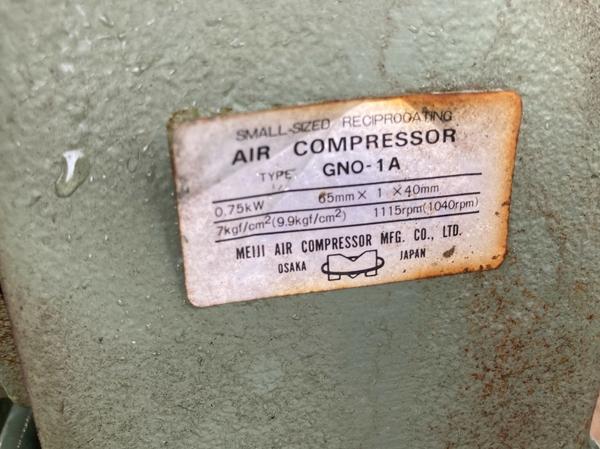 SMALL-SIZED RECIPROCATING
AIR COMPRESSOR
TYPE GNO-1A
0.75kW 65mm × 1 × 40mm
7kgf/cm² (9.9kgf/cm²) 1115rpm (1040rpm)
MEIJI AIR COMPRESSOR MFG. CO., LTD.
OSAKA JAPAN